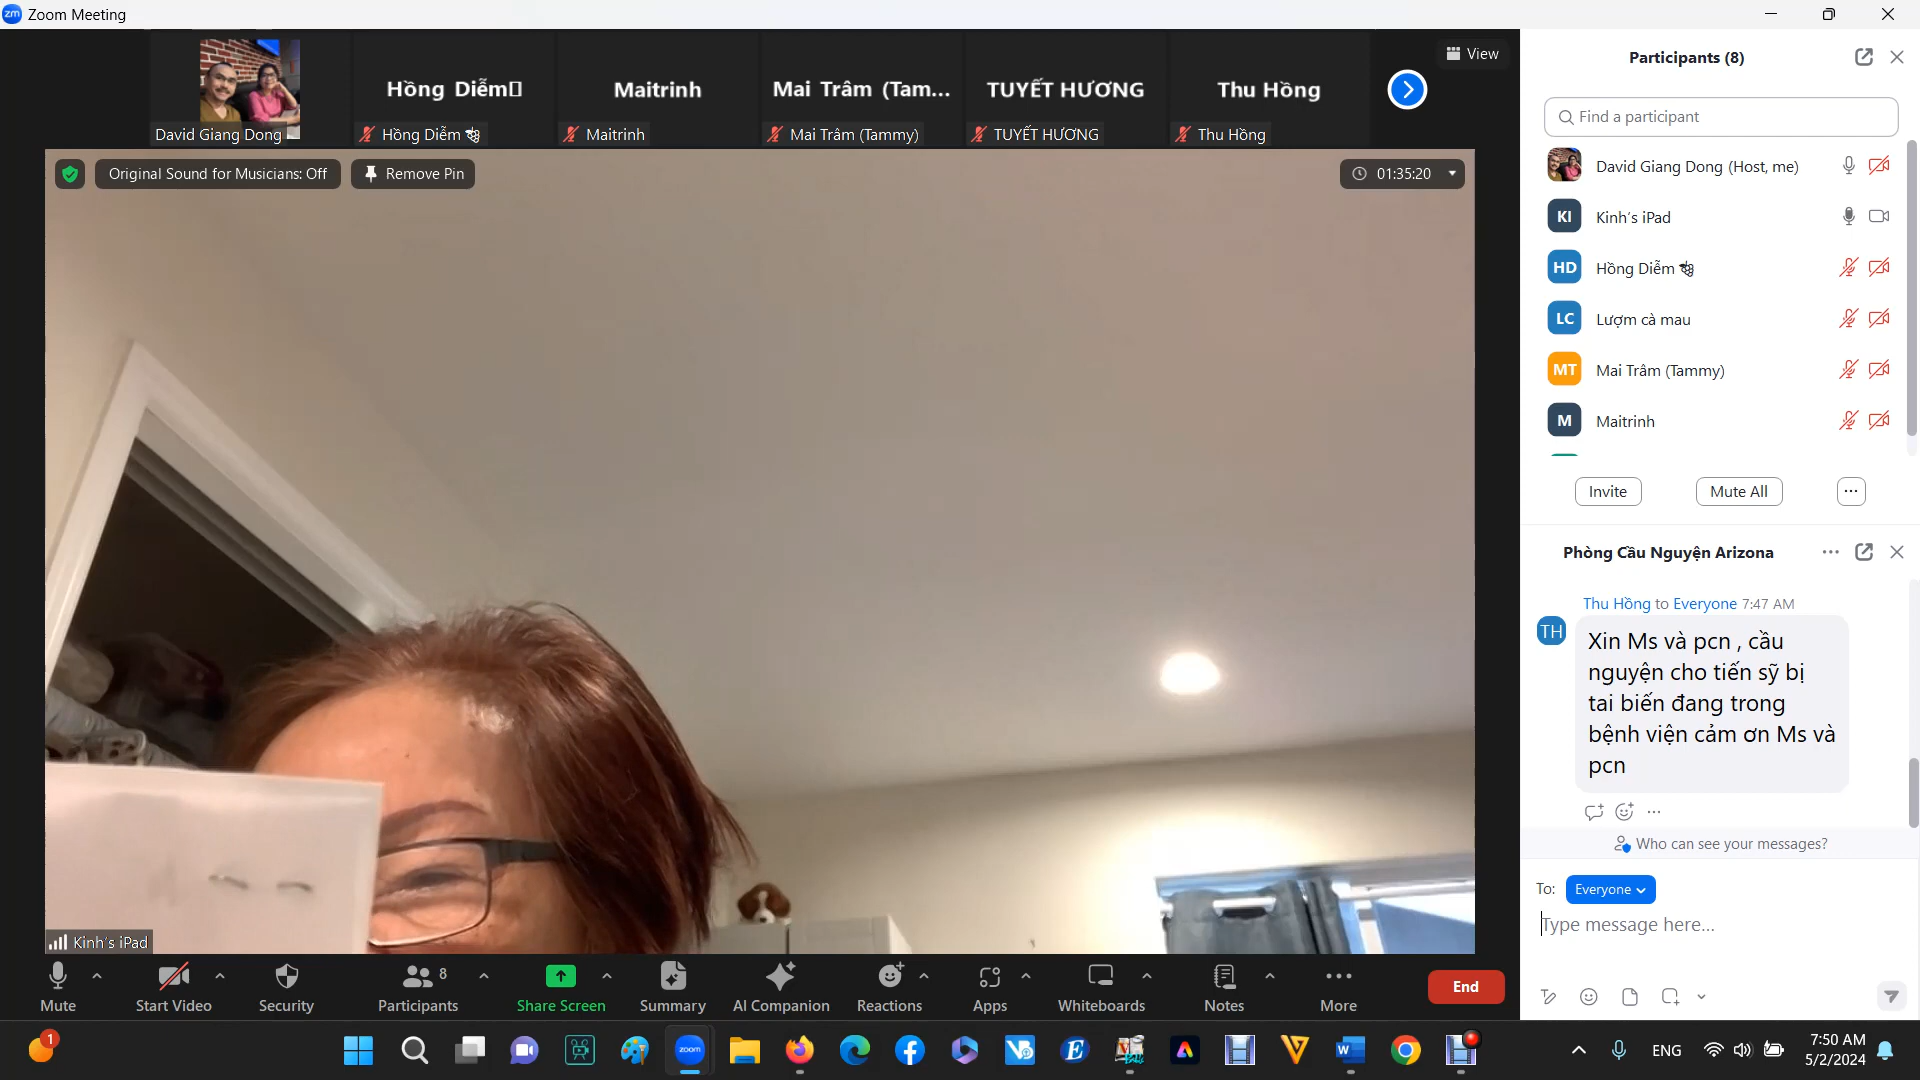 Zoom Meeting
View
Hồng Diễm
Maitrinh
Mai Trâm (Tam...
TUYẾT HƯƠNG
Thu Hồng
David Giang Dong
Hồng Diễm
Maitrinh
Mai Trâm (Tammy)
TUYẾT HƯƠNG
Thu Hồng
Original Sound for Musicians: Off
Remove Pin
01:35:20
Kinh's iPad
Participants (8)
Find a participant
David Giang Dong (Host, me)
KI
Kinh's iPad
HD
Hồng Diễm
LC
Lượm cà mau
MT
Mai Trâm (Tammy)
M
Maitrinh
Invite
Mute All
Phòng Cầu Nguyện Arizona
Thu Hồng to Everyone 7:47 AM
TH
Xin Ms và pcn , cầu
nguyện cho tiến sỹ bị
tai biến đang trong
bệnh viện cảm ơn Ms và
pcn
Who can see your messages?
To: Everyone
Type message here...
Mute
Start Video
Security
8
Participants
Share Screen
Summary
AI Companion
Reactions
Apps
Whiteboards
Notes
More
End
1
zoom
ENG
7:50 AM
5/2/2024